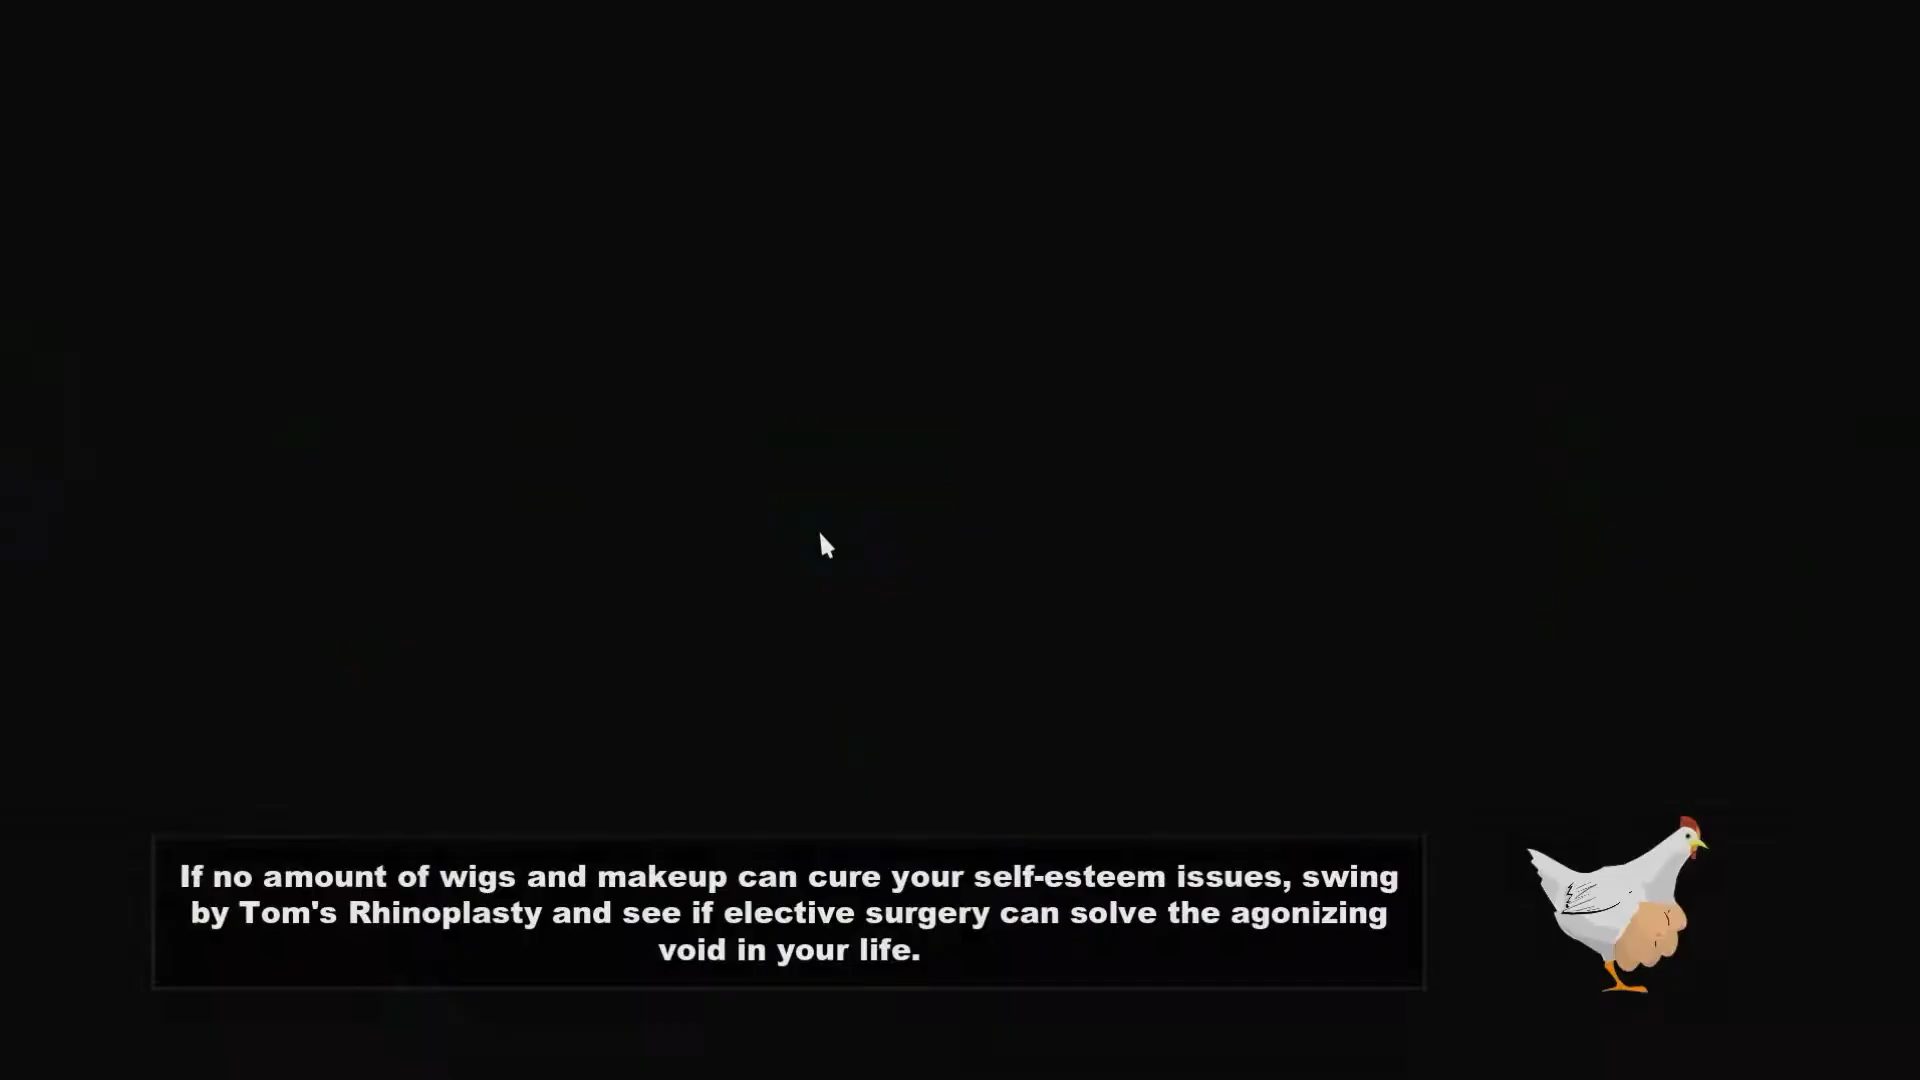 If no amount of wigs and makeup can cure your self-esteem issues, swing
by Tom's Rhinoplasty and see if elective surgery can solve the agonizing
void in your life.